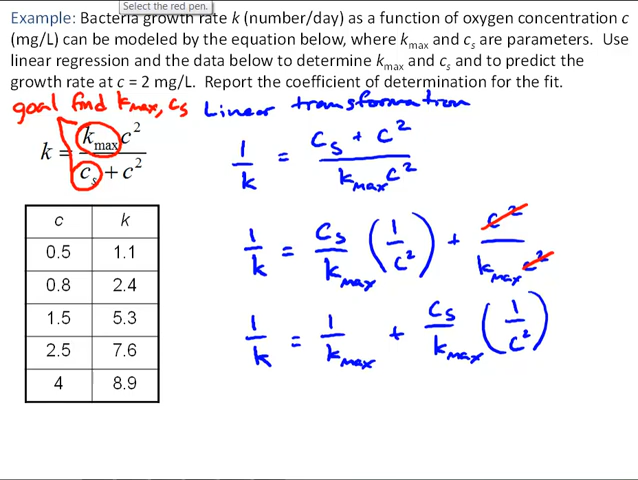 Select the red pen.
Example: Bacteria growth rate k (number/day) as a function of oxygen concentration c
(mg/L) can be modeled by the equation below, where kmax and cs are parameters. Use
linear regression and the data below to determine kmax and cs and to predict the
growth rate at c = 2 mg/L. Report the coefficient of determination for the fit.
goal find kmax, cs Linear transformation
k = kmax c² / cs + c²
1/k = cs + c² / kmax c²
1/k = cs/kmax (1/c²) + c²/kmax c²
1/k = 1/kmax + cs/kmax (1/c²)
c k
0.5 1.1
0.8 2.4
1.5 5.3
2.5 7.6
4 8.9